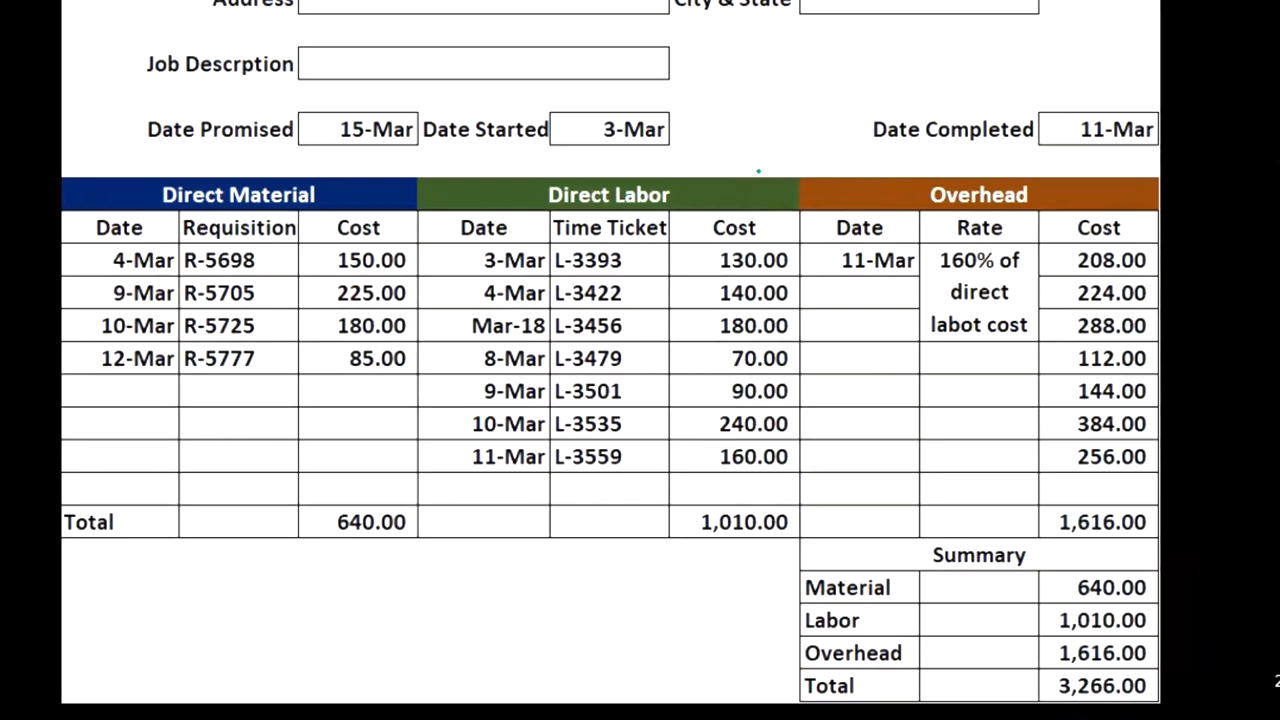 Address City & State
Job Descrption
Date Promised 15-Mar Date Started 3-Mar Date Completed 11-Mar
Direct Material Direct Labor Overhead
Date Requisition Cost Date Time Ticket Cost Date Rate Cost
4-Mar R-5698 150.00 3-Mar L-3393 130.00 11-Mar 160% of 208.00
9-Mar R-5705 225.00 4-Mar L-3422 140.00 direct 224.00
10-Mar R-5725 180.00 Mar-18 L-3456 180.00 labot cost 288.00
12-Mar R-5777 85.00 8-Mar L-3479 70.00 112.00
9-Mar L-3501 90.00 144.00
10-Mar L-3535 240.00 384.00
11-Mar L-3559 160.00 256.00
Total 640.00 1,010.00 1,616.00
Summary
Material 640.00
Labor 1,010.00
Overhead 1,616.00
Total 3,266.00